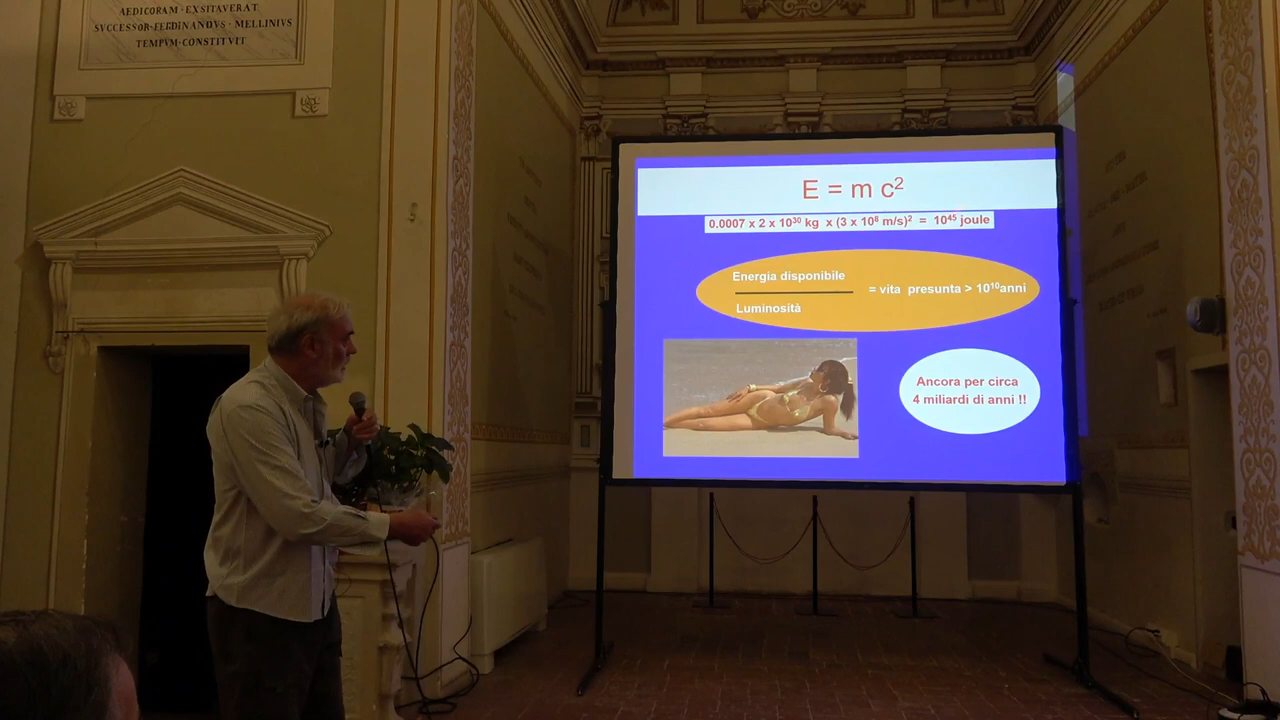 AEDICORAM · EXSITAVERAT
SVCCESSOR·FERDINANDVS · MELLINIVS
TEMPVM·CONSTITVIT
E = m c²
0.0007 x 2 x 10³⁰ kg x (3 x 10⁸ m/s)² = 10⁴⁵ joule
Energia disponibile
Luminosità
= vita presunta > 10¹⁰anni
Ancora per circa
4 miliardi di anni !!